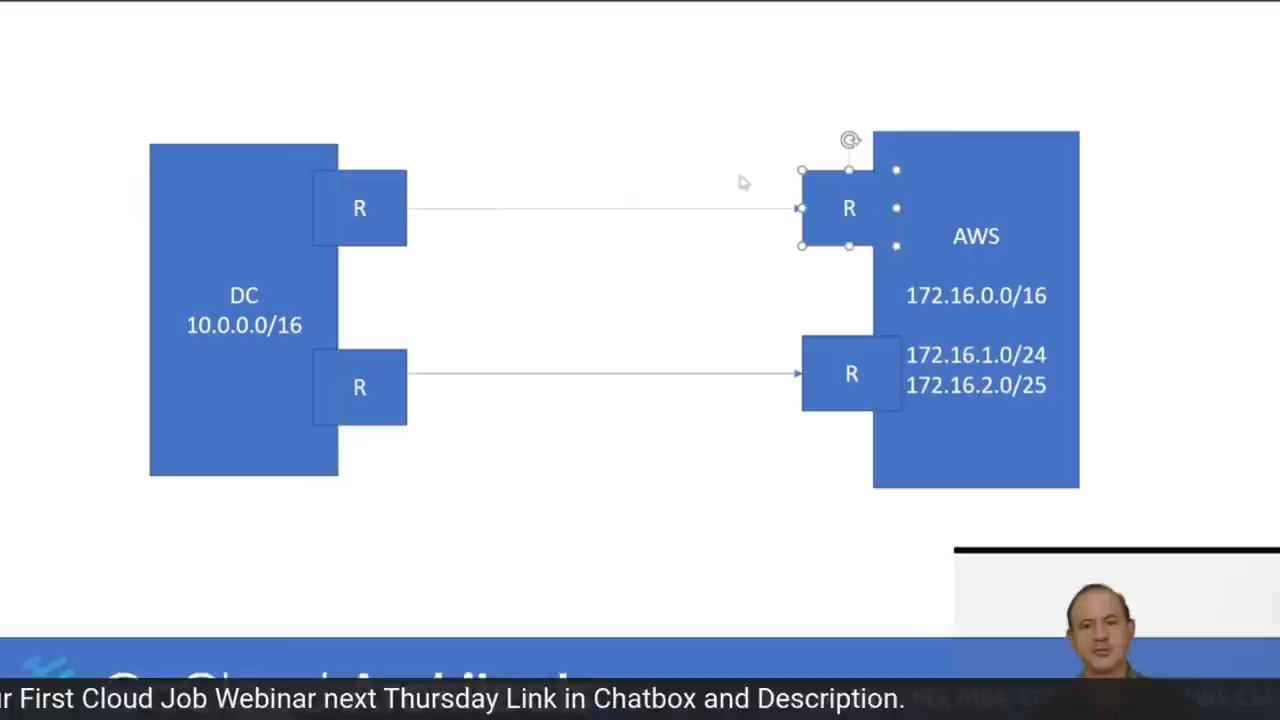 R
R
AWS
DC
10.0.0.0/16
172.16.0.0/16
172.16.1.0/24
172.16.2.0/25
R
R
First Cloud Job Webinar next Thursday Link in Chatbox and Description.